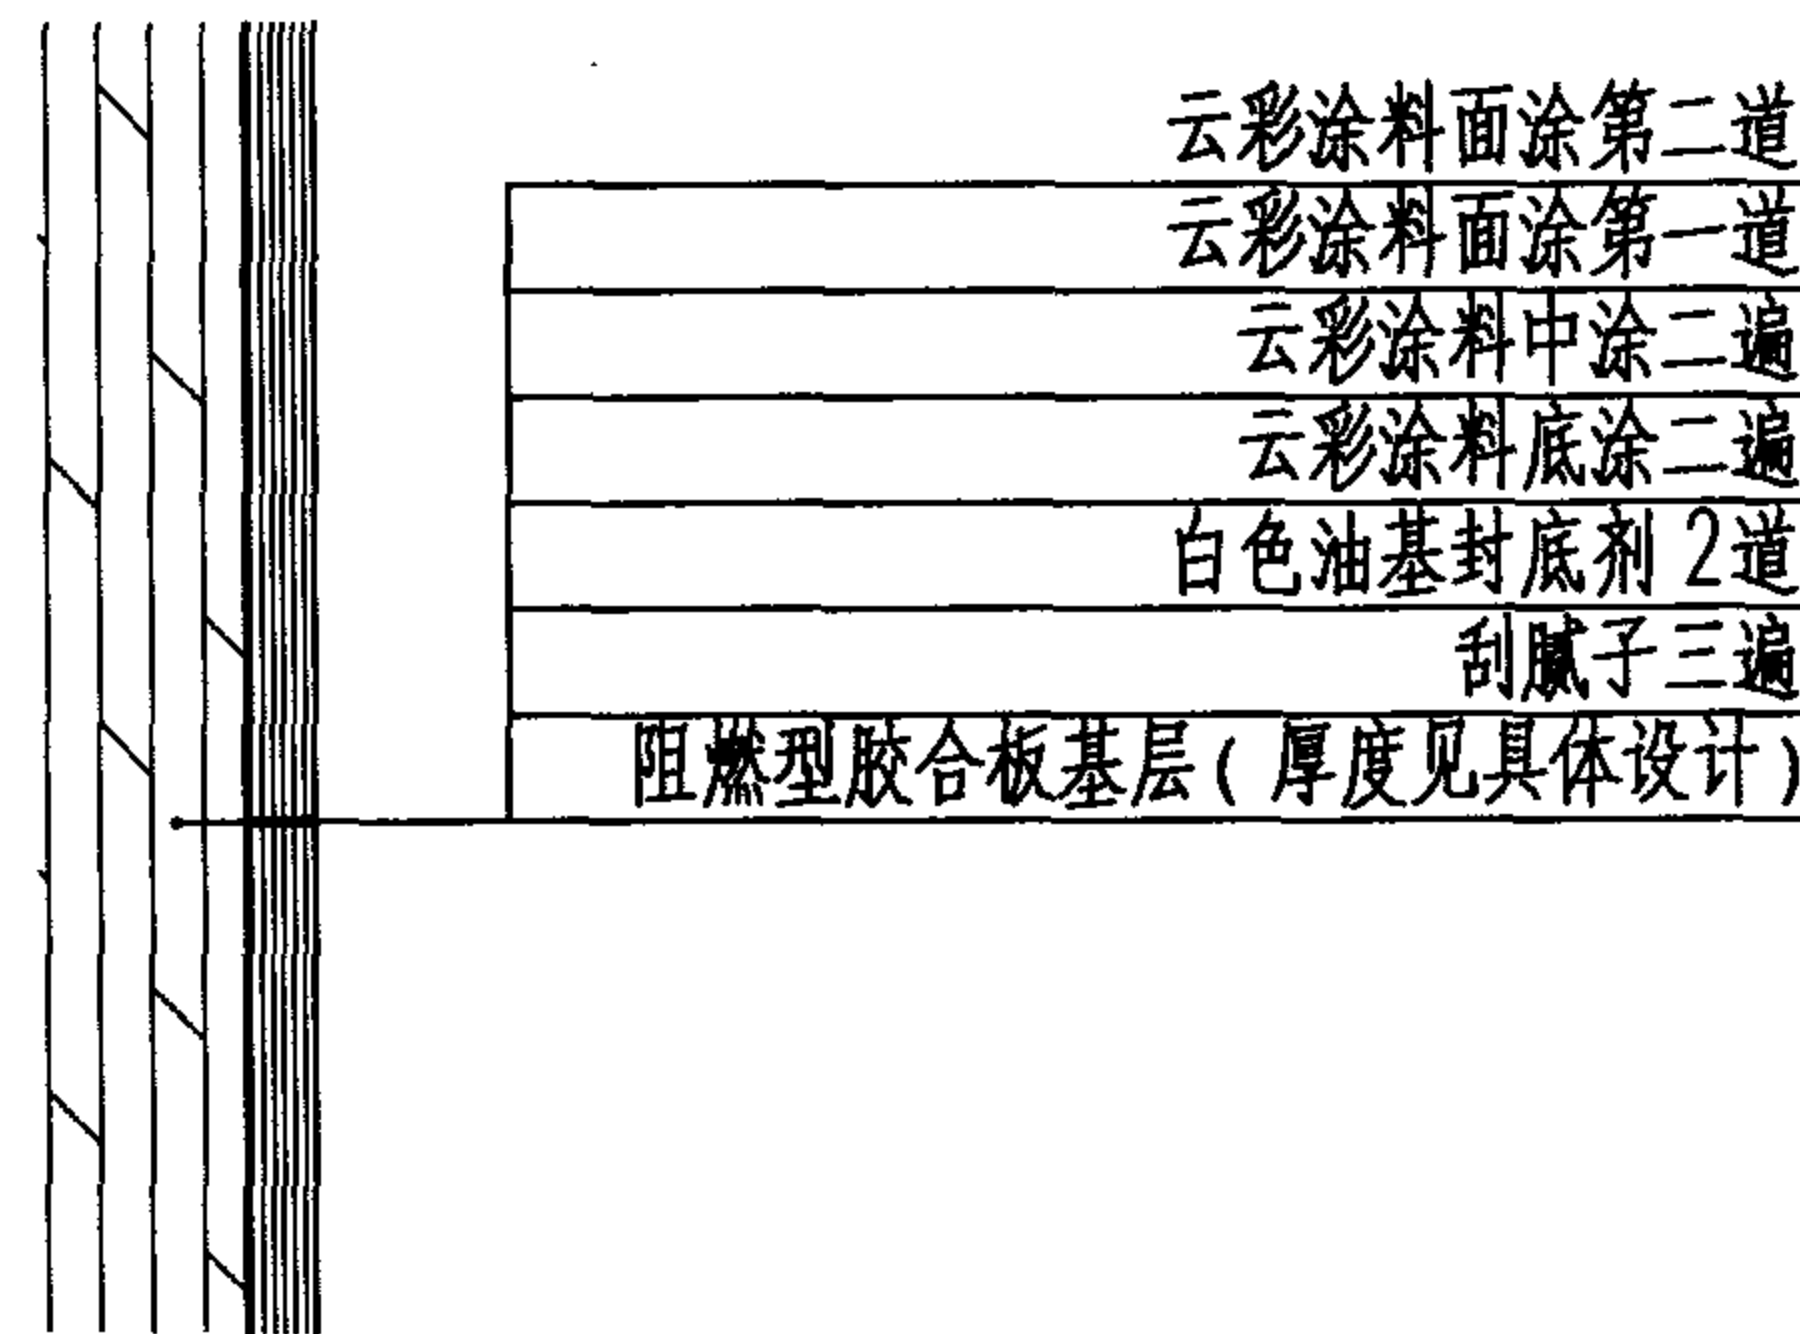 云彩涂料面涂第二道
云彩涂料面涂第一道
云彩涂料中涂二遍
云彩涂料底涂二遍
白色油基封底剂 2道
刮腻子三遍
阻燃型胶合板基层(厚度见具体设计)